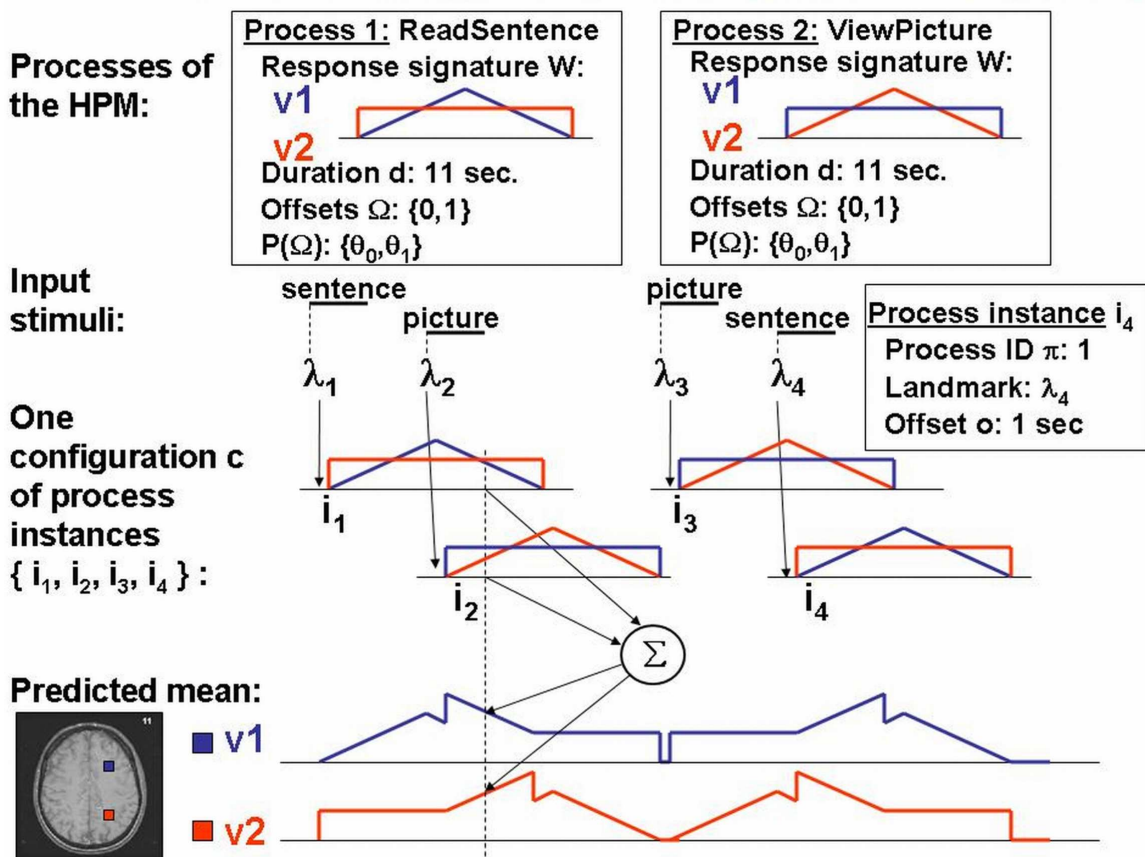 Processes of
the HPM:
Process 1: ReadSentence
Response signature W:
v1
v2
Duration d: 11 sec.
Offsets Ω: {0,1}
P(Ω): {θ₀,θ₁}
Process 2: ViewPicture
Response signature W:
v1
v2
Duration d: 11 sec.
Offsets Ω: {0,1}
P(Ω): {θ₀,θ₁}
Input
stimuli:
sentence
picture
picture
sentence
λ₁
λ₂
λ₃
λ₄
Process instance i₄
Process ID π: 1
Landmark: λ₄
Offset o: 1 sec
One
configuration c
of process
instances
{ i₁, i₂, i₃, i₄ } :
i₁
i₂
i₃
i₄
Σ
Predicted mean:
11
v1
v2